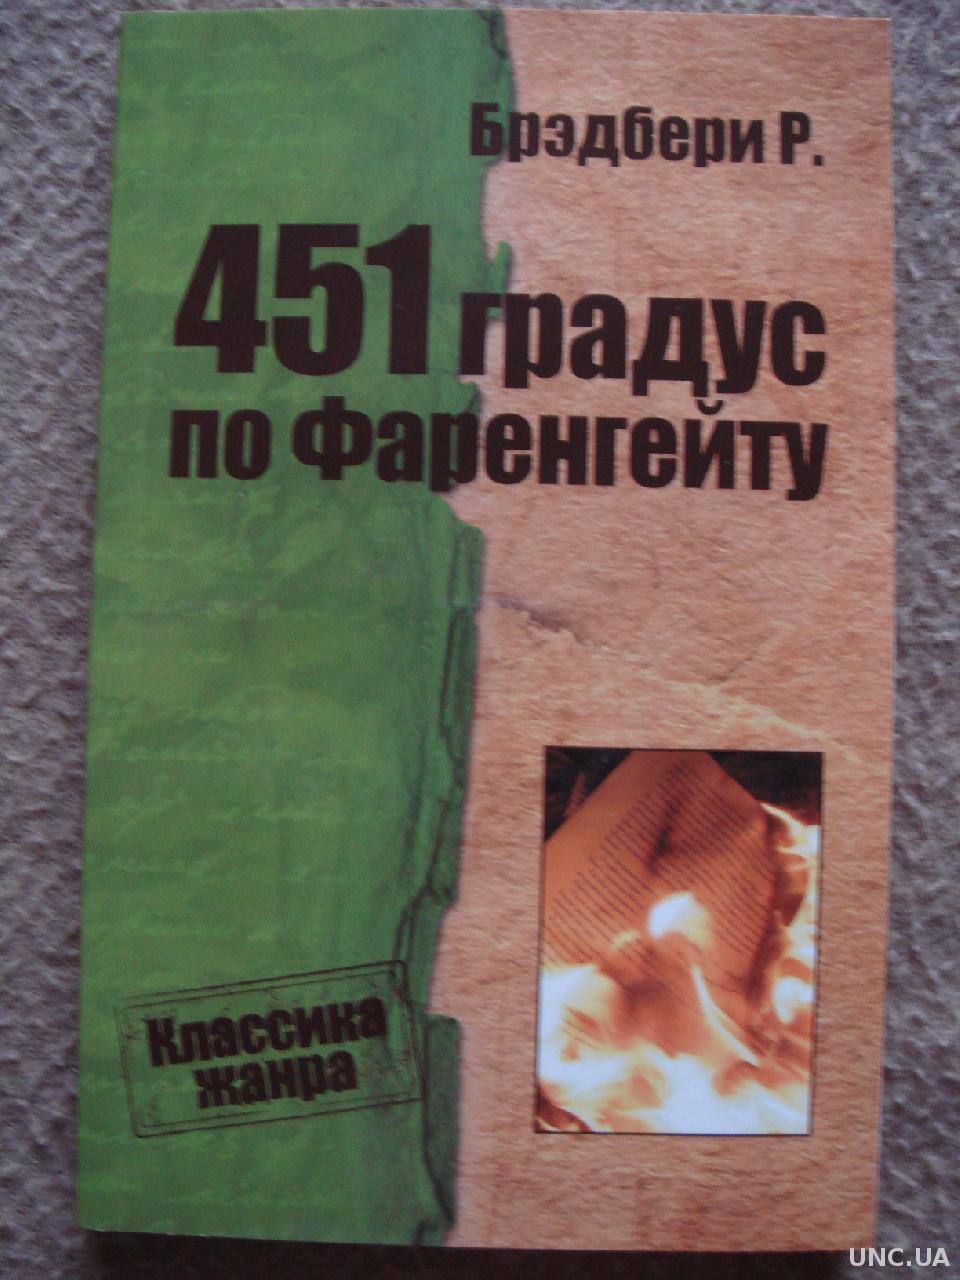 Брэдбери Р.
451 градус
по Фаренгейту
Классика
жанра
UNC.UA